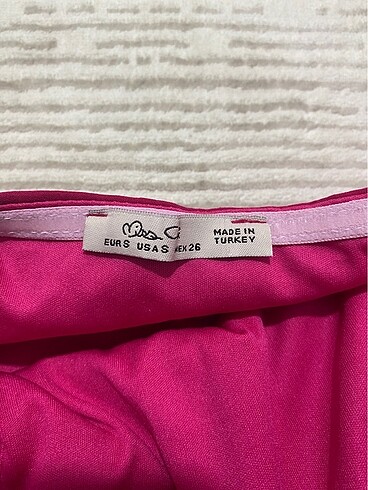 Miss C
EUR S USA S MEX 26
MADE IN
TURKEY